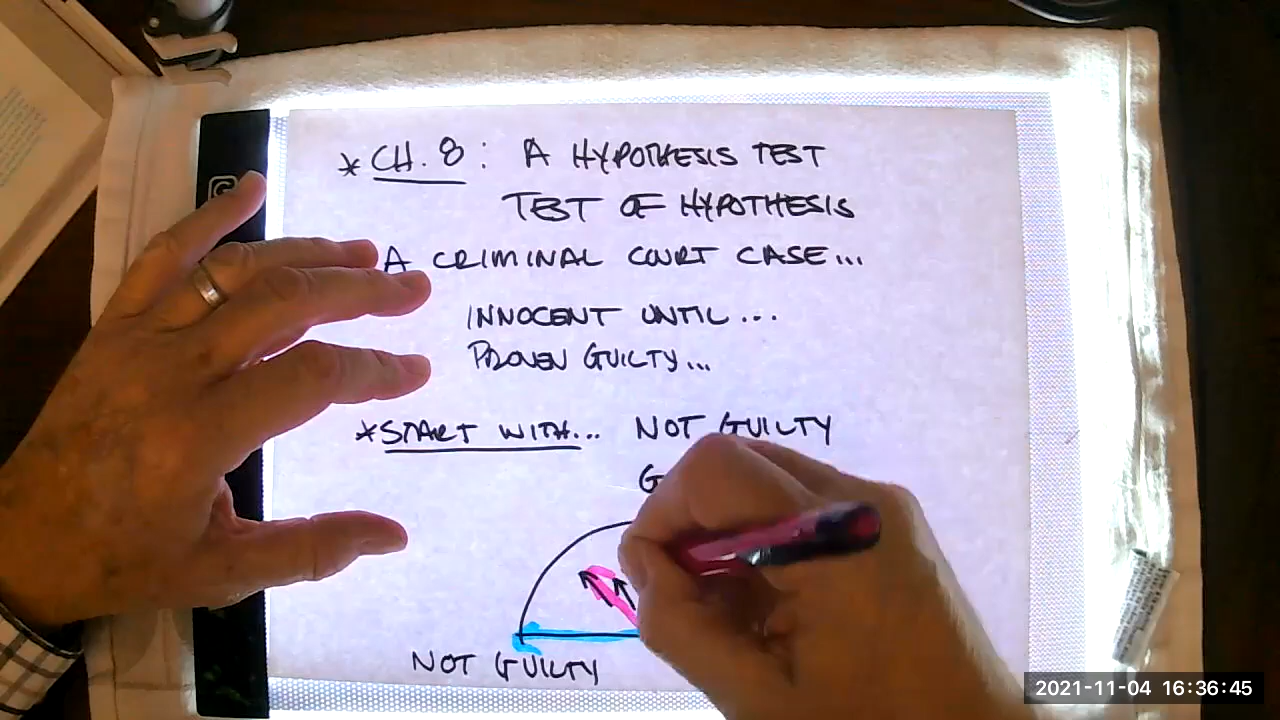 *CH. 8: A HYPOTHESIS TEST
TEST OF HYPOTHESIS
A CRIMINAL COURT CASE...
INNOCENT UNTIL...
PROVEN GUILTY...
*START WITH... NOT GUILTY
G
NOT GUILTY
2021-11-04 16:36:45